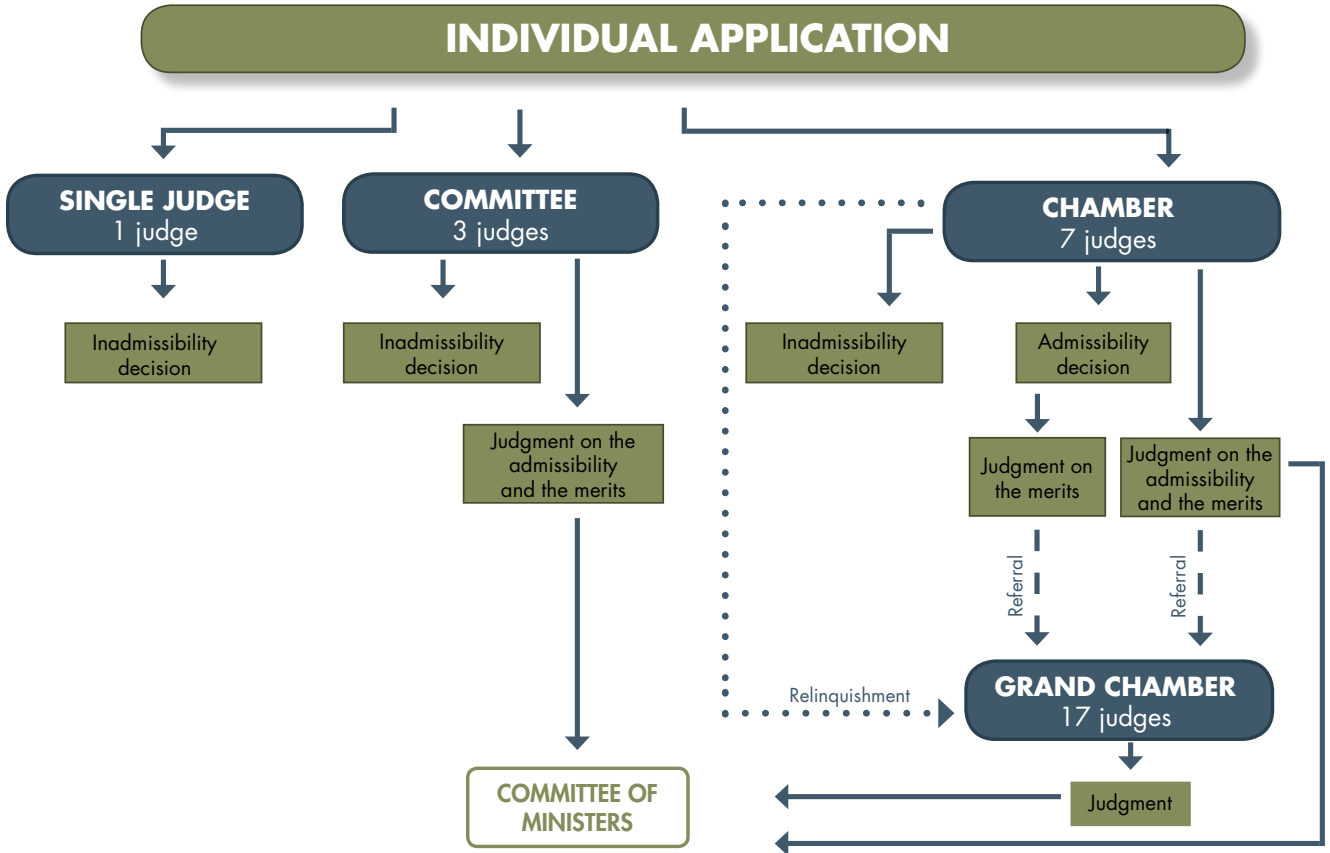 INDIVIDUAL APPLICATION
SINGLE JUDGE
1 judge
COMMITTEE
3 judges
CHAMBER
7 judges
Inadmissibility
decision
Inadmissibility
decision
Inadmissibility
decision
Admissibility
decision
Judgment on the
admissibility
and the merits
Judgment on
the merits
Judgment on the
admissibility
and the merits
Referral
Referral
Relinquishment
GRAND CHAMBER
17 judges
COMMITTEE OF
MINISTERS
Judgment